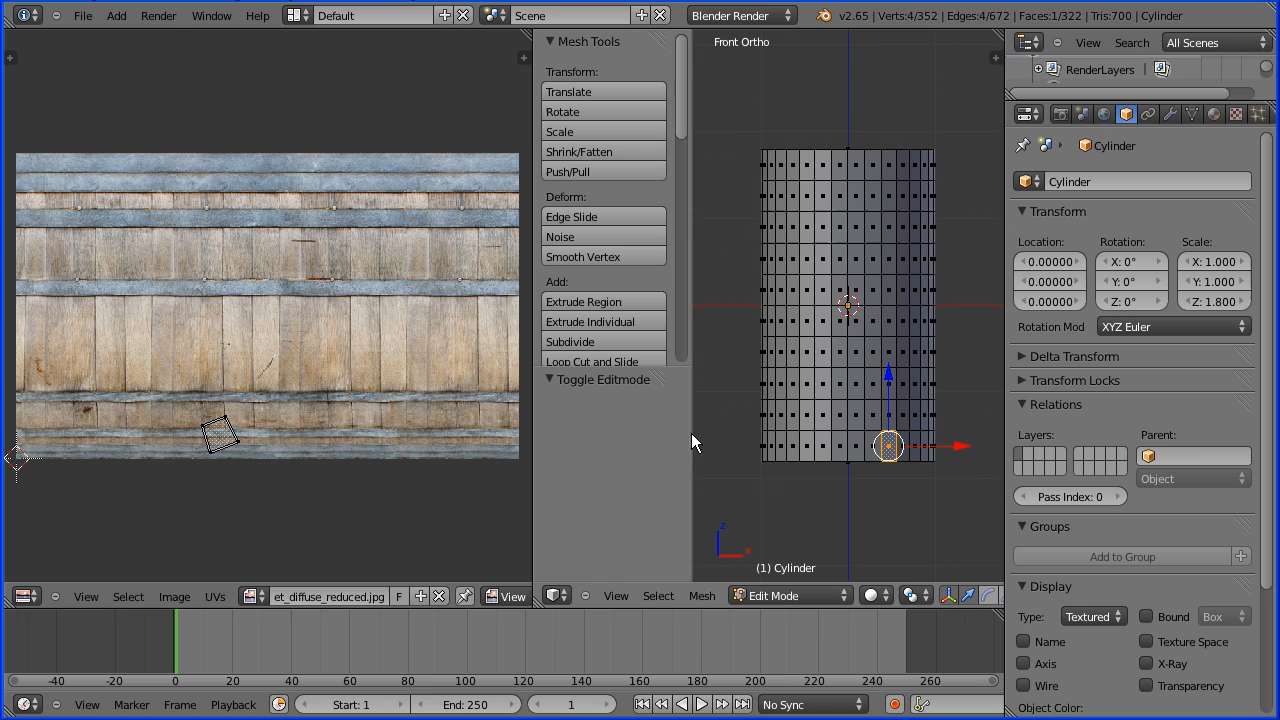 File Add Render Window Help Default Scene Blender Render v2.65 | Verts:4/352 | Edges:4/672 | Faces:1/322 | Tris:700 | Cylinder
Mesh Tools
Transform:
Translate
Rotate
Scale
Shrink/Fatten
Push/Pull
Deform:
Edge Slide
Noise
Smooth Vertex
Add:
Extrude Region
Extrude Individual
Subdivide
Loop Cut and Slide
Toggle Editmode
Front Ortho
z
x
(1) Cylinder
View Search All Scenes
RenderLayers
Cylinder
Cylinder
Transform
Location: Rotation: Scale:
0.00000 X: 0° X: 1.000
0.00000 Y: 0° Y: 1.000
0.00000 Z: 0° Z: 1.800
Rotation Mod XYZ Euler
Delta Transform
Transform Locks
Relations
Layers: Parent:
Object
Pass Index: 0
Groups
Add to Group
Display
Type: Textured Bound Box
Name Texture Space
Axis X-Ray
Wire Transparency
Object Color:
View Select Image UVs et_diffuse_reduced.jpg F View
View Select Mesh Edit Mode
-40 -20 0 20 40 60 80 100 120 140 160 180 200 220 240 260
View Marker Frame Playback Start: 1 End: 250 1 No Sync